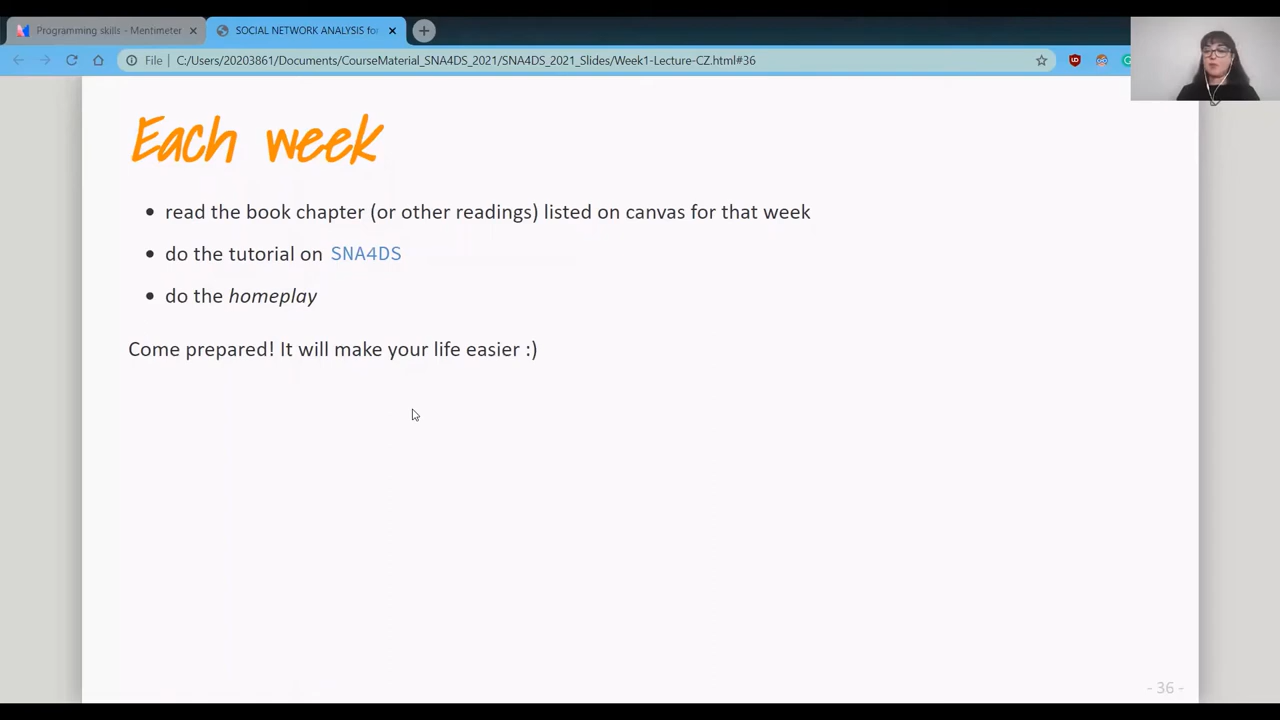 Programming skills - Mentimeter
SOCIAL NETWORK ANALYSIS fo
File
C:/Users/20203861/Documents/CourseMaterial_SNA4DS_2021/SNA4DS_2021_Slides/Week1-Lecture-CZ.html#36
Each week
• read the book chapter (or other readings) listed on canvas for that week
• do the tutorial on SNA4DS
• do the homeplay
Come prepared! It will make your life easier :)
- 36 -